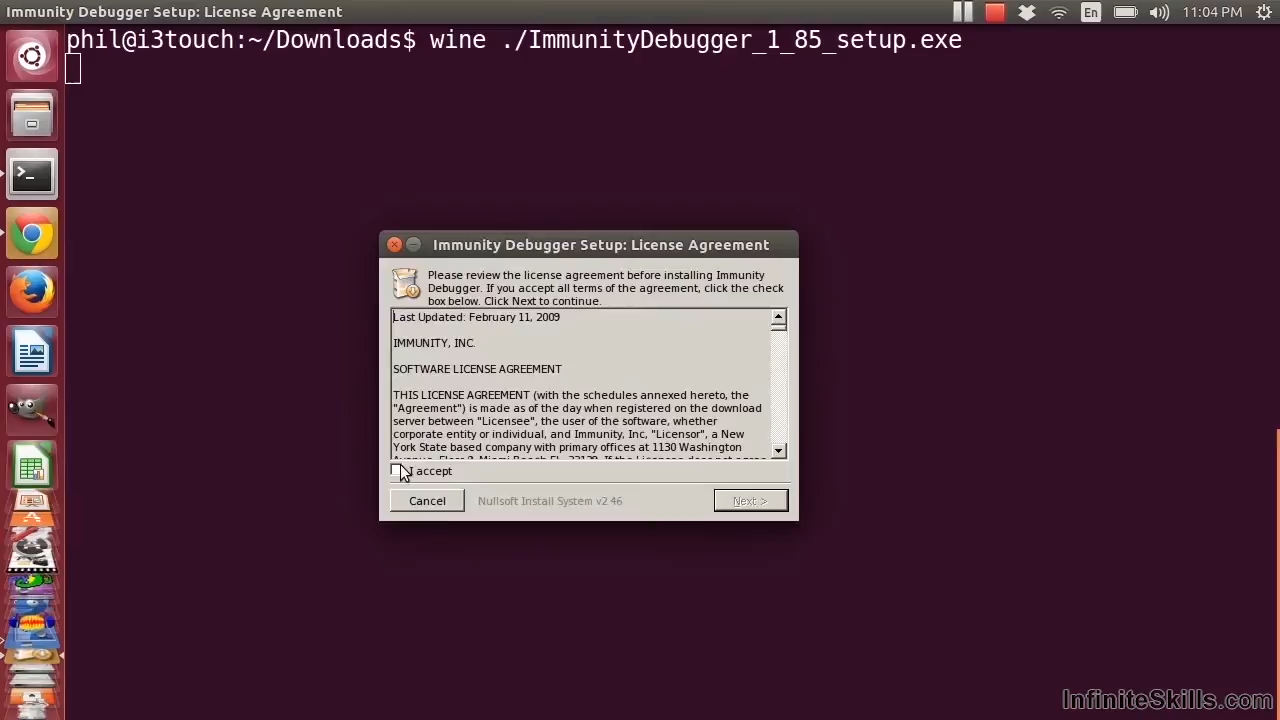 Immunity Debugger Setup: License Agreement
En
11:04 PM
phil@i3touch:~/Downloads$ wine ./ImmunityDebugger_1_85_setup.exe
Immunity Debugger Setup: License Agreement
Please review the license agreement before installing Immunity
Debugger. If you accept all terms of the agreement, click the check
box below. Click Next to continue.
Last Updated: February 11, 2009
IMMUNITY, INC.
SOFTWARE LICENSE AGREEMENT
THIS LICENSE AGREEMENT (with the schedules annexed hereto, the
"Agreement") is made as of the day when registered on the download
server between "Licensee", the user of the software, whether
corporate entity or individual, and Immunity, Inc, "Licensor", a New
York State based company with primary offices at 1130 Washington
I accept
Cancel
Nullsoft Install System v2.46
Next >
InfiniteSkills.com